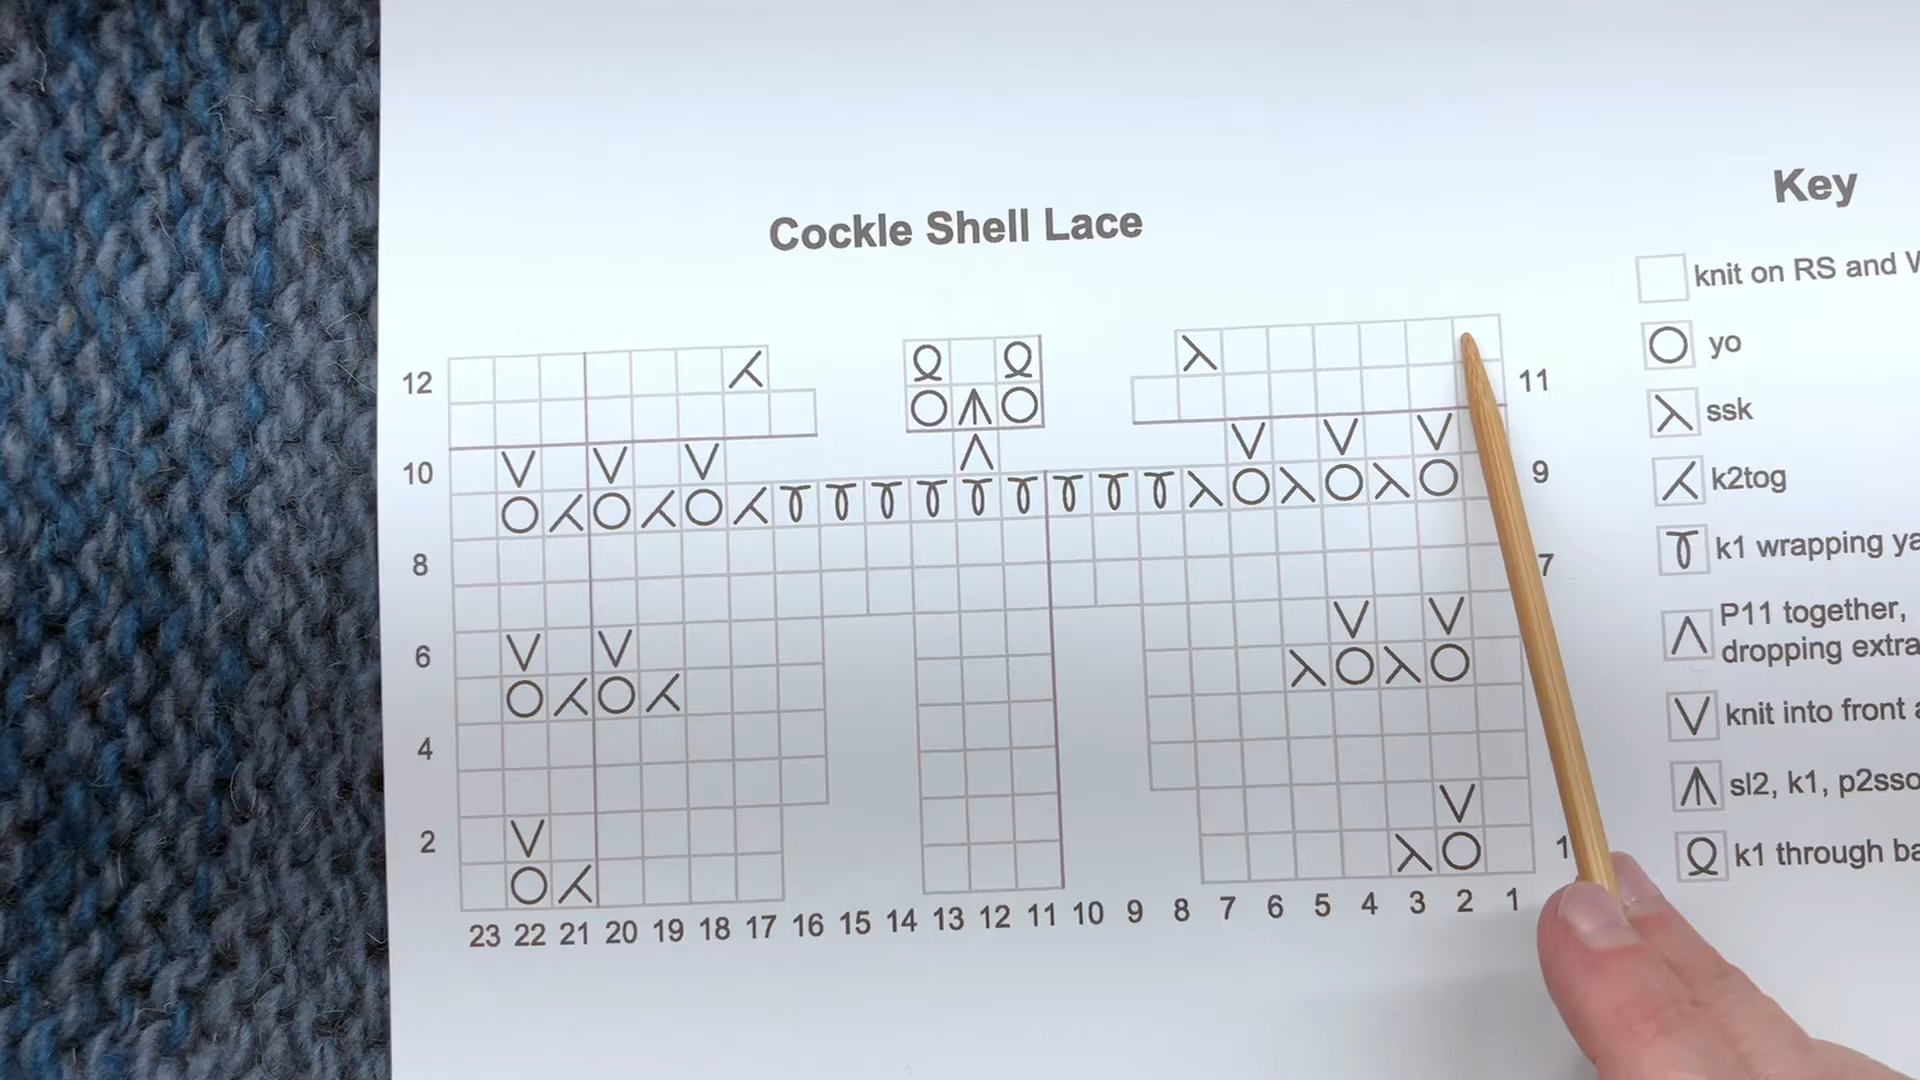 Cockle Shell Lace
12
10
8
6
4
2
11
9
7
1
23 22 21 20 19 18 17 16 15 14 13 12 11 10 9 8 7 6 5 4 3 2 1
Key
knit on RS and
yo
ssk
k2tog
k1 wrapping
P11 together,
dropping extra
knit into front
sl2, k1, p2sso
k1 through